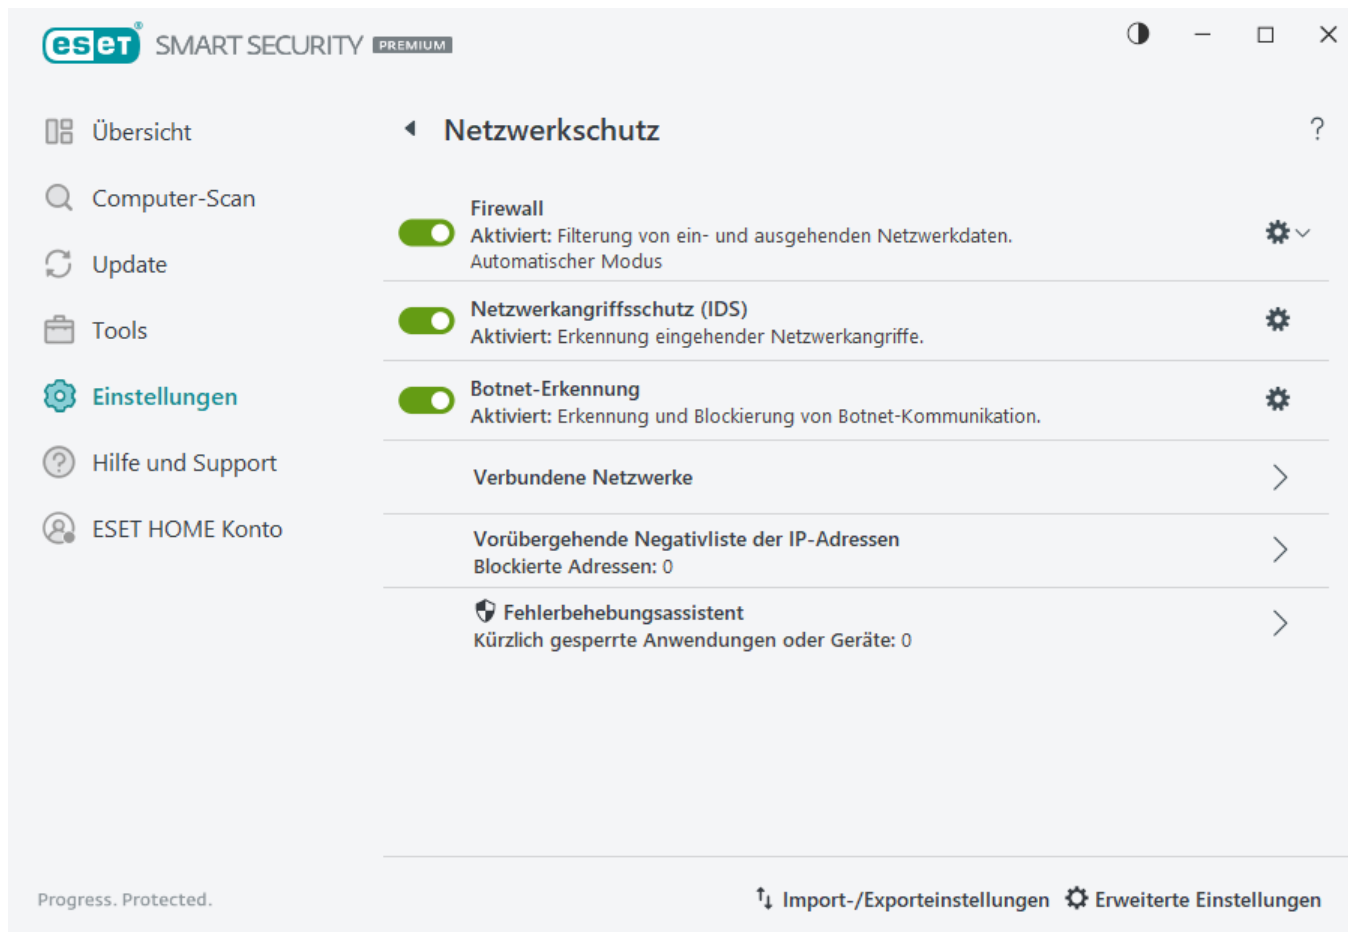 eset® SMART SECURITY PREMIUM
Übersicht
Computer-Scan
Update
Tools
Einstellungen
Hilfe und Support
ESET HOME Konto
Netzwerkschutz
?
Firewall
Aktiviert: Filterung von ein- und ausgehenden Netzwerkdaten.
Automatischer Modus
Netzwerkangriffsschutz (IDS)
Aktiviert: Erkennung eingehender Netzwerkangriffe.
Botnet-Erkennung
Aktiviert: Erkennung und Blockierung von Botnet-Kommunikation.
Verbundene Netzwerke
Vorübergehende Negativliste der IP-Adressen
Blockierte Adressen: 0
Fehlerbehebungsassistent
Kürzlich gesperrte Anwendungen oder Geräte: 0
Progress. Protected.
Import-/Exporteinstellungen Erweiterte Einstellungen